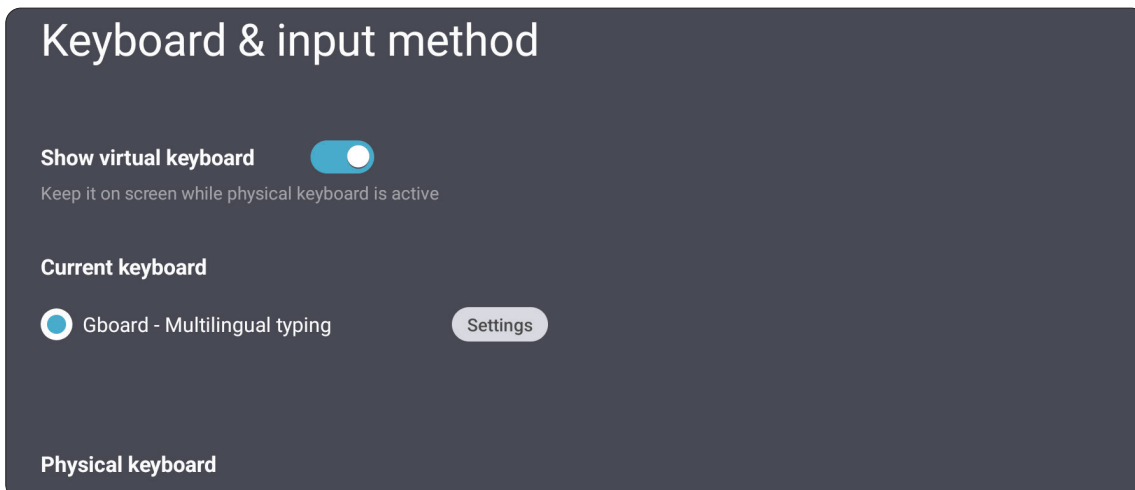 Keyboard & input method
Show virtual keyboard
Keep it on screen while physical keyboard is active
Current keyboard
Gboard - Multilingual typing Settings
Physical keyboard